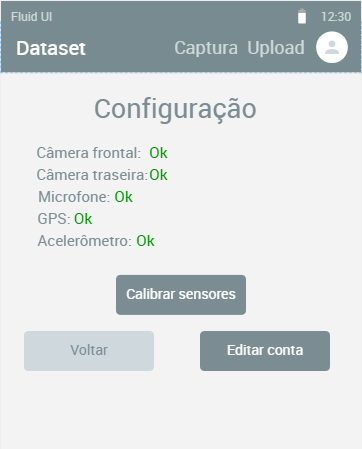 Fluid UI 12:30
Dataset Captura Upload
Configuração
Câmera frontal: Ok
Câmera traseira: Ok
Microfone: Ok
GPS: Ok
Acelerômetro: Ok
Calibrar sensores
Voltar Editar conta